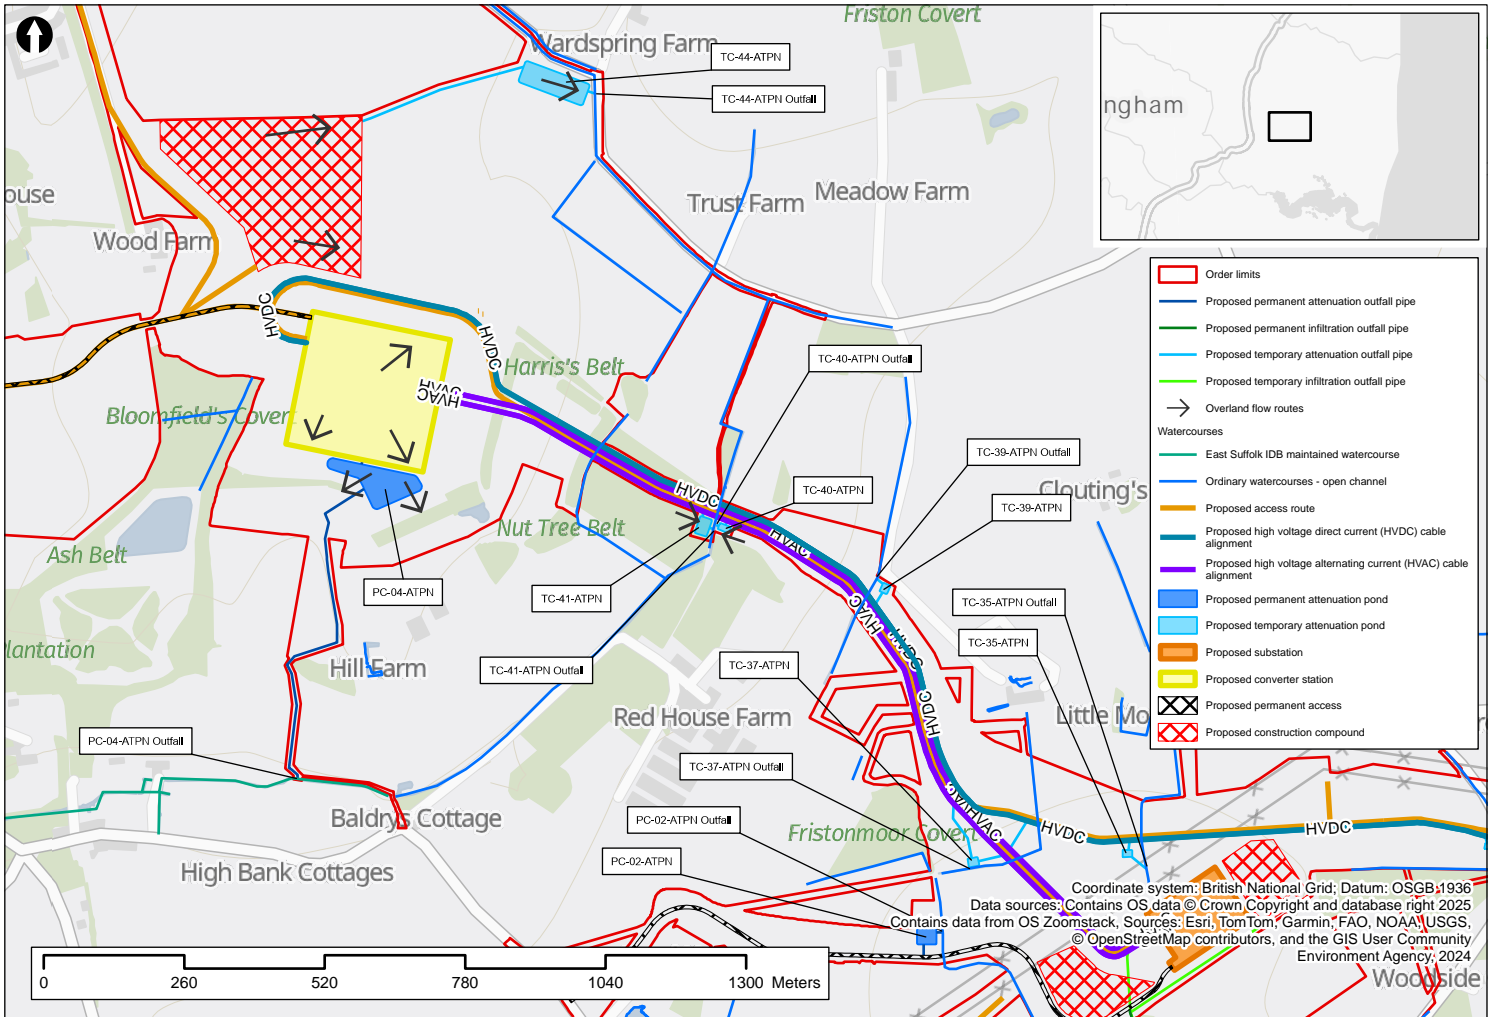 Friston Covert
Wardspring Farm
TC-44-ATPN
TC-44-ATPN Outfall
ngham
ouse
Trust Farm
Meadow Farm
Wood Farm
HVDC
HVDC
Harris's Belt
TC-40-ATPN Outfall
HVAC
HVAC
Bloomfield's Covert
TC-39-ATPN Outfall
HVDC
TC-40-ATPN
Clouting's
TC-39-ATPN
Nut Tree Belt
HVAC
Ash Belt
PC-04-ATPN
TC-41-ATPN
HVAC
TC-35-ATPN Outfall
TC-35-ATPN
HVDC
lantation
Hill Farm
TC-41-ATPN Outfall
TC-37-ATPN
HVDC
Red House Farm
Little Mo
PC-04-ATPN Outfall
TC-37-ATPN Outfall
HVAC
HVAC
Baldrys Cottage
PC-02-ATPN Outfall
Fristonmoor Covert
HVDC
HVDC
High Bank Cottages
PC-02-ATPN
Woodside
Order limits
Proposed permanent attenuation outfall pipe
Proposed permanent infiltration outfall pipe
Proposed temporary attenuation outfall pipe
Proposed temporary infiltration outfall pipe
Overland flow routes
Watercourses
East Suffolk IDB maintained watercourse
Ordinary watercourses - open channel
Proposed access route
Proposed high voltage direct current (HVDC) cable
alignment
Proposed high voltage alternating current (HVAC) cable
alignment
Proposed permanent attenuation pond
Proposed temporary attenuation pond
Proposed substation
Proposed converter station
Proposed permanent access
Proposed construction compound
Coordinate system: British National Grid; Datum: OSGB 1936
Data sources: Contains OS data © Crown Copyright and database right 2025
Contains data from OS Zoomstack, Sources: Esri, TomTom, Garmin, FAO, NOAA, USGS,
© OpenStreetMap contributors, and the GIS User Community
Environment Agency, 2024
0 260 520 780 1040 1300 Meters